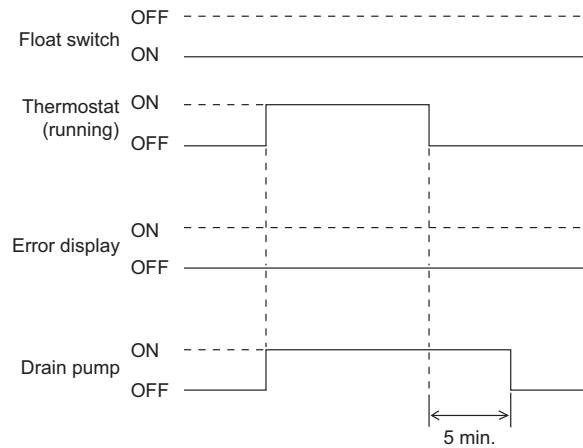 OFF
Float switch
ON
ON
Thermostat
(running)
OFF
ON
Error display
OFF
ON
Drain pump
OFF
5 min.